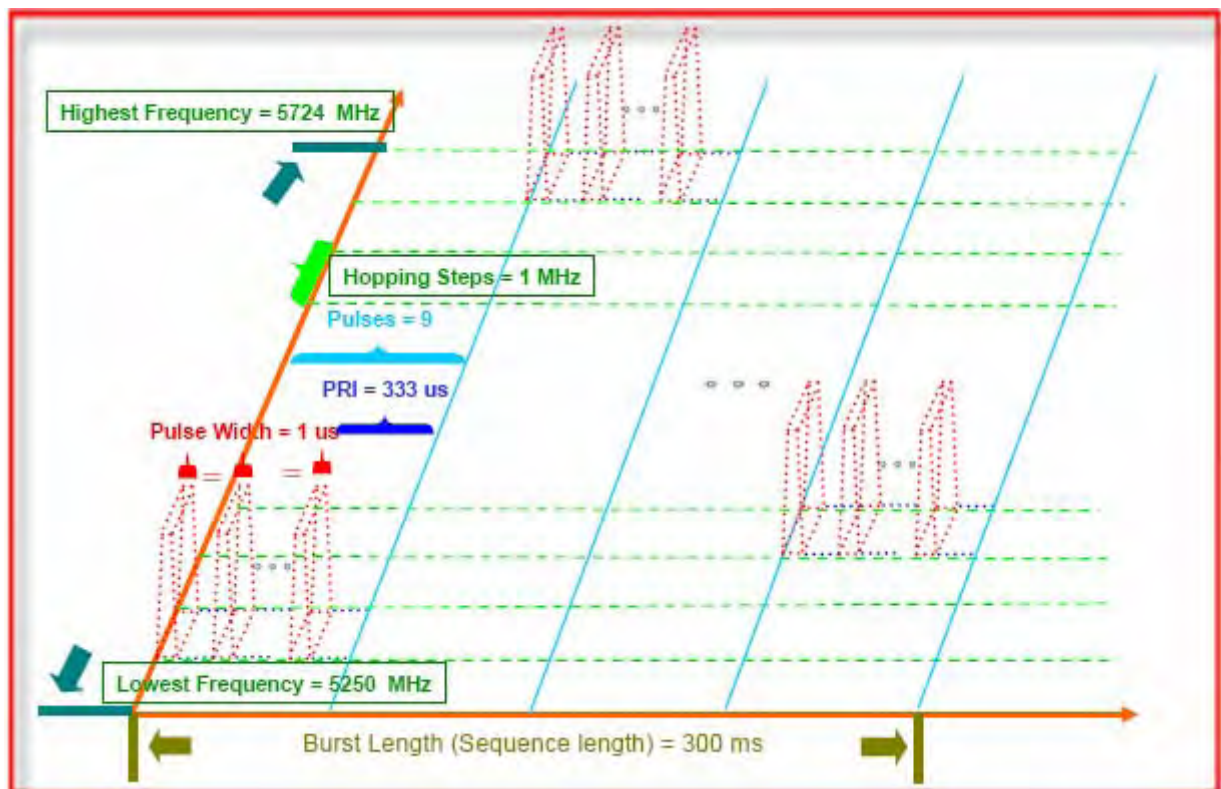 Highest Frequency = 5724 MHz
Hopping Steps = 1 MHz
Pulses = 9
PRI = 333 us
Pulse Width = 1 us
= =
Lowest Frequency = 5250 MHz
Burst Length (Sequence length) = 300 ms